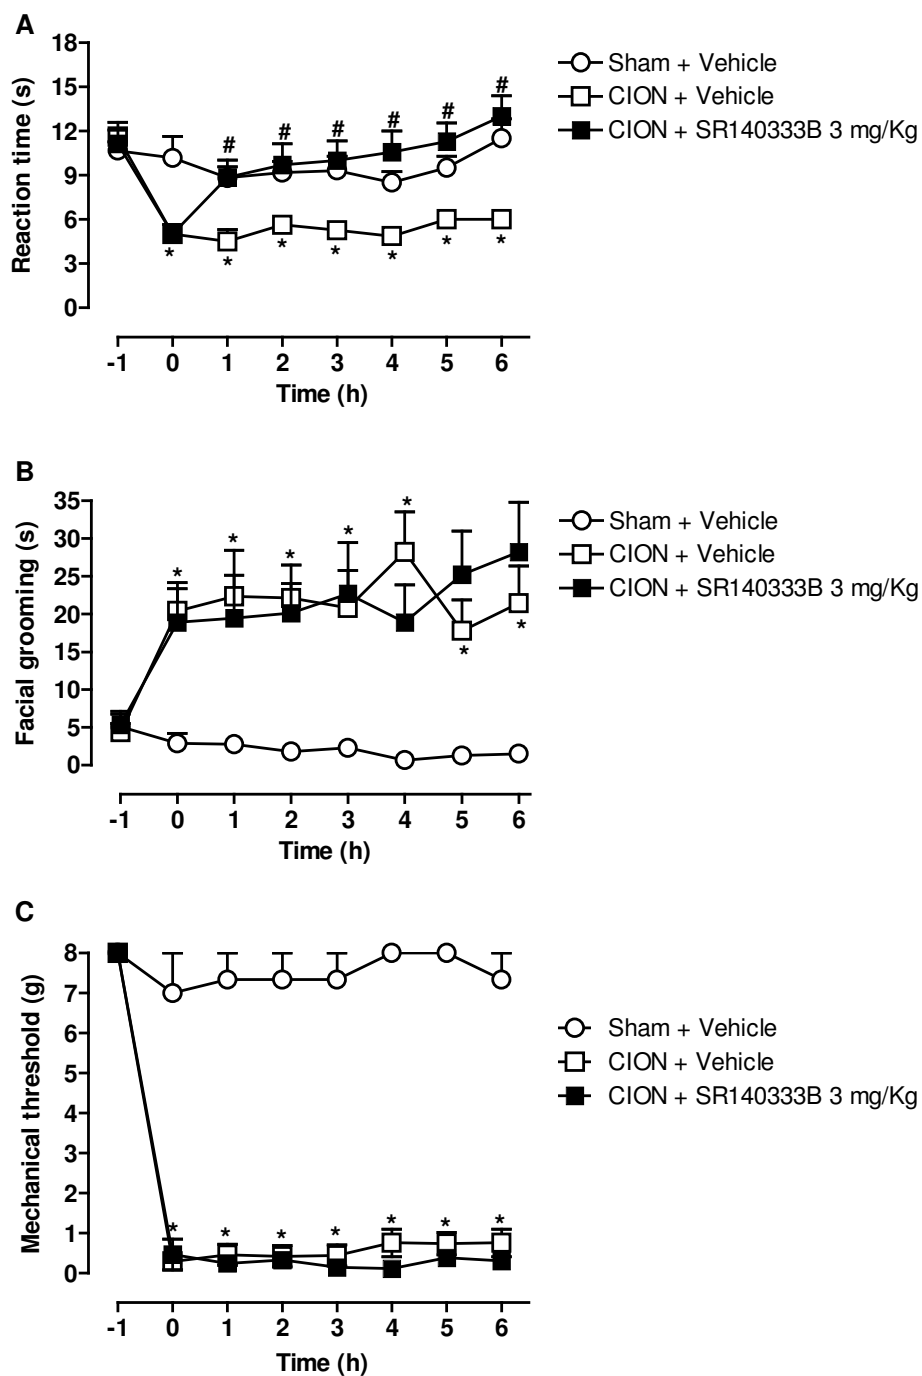 A
Reaction time (s)
18
15
12
9
6
3
0
# # # # # #
* * * * * * *
-1 0 1 2 3 4 5 6
Time (h)
Sham + Vehicle
CION + Vehicle
CION + SR140333B 3 mg/Kg
B
Facial grooming (s)
35
30
25
20
15
10
5
0
* * * * * * *
-1 0 1 2 3 4 5 6
Time (h)
Sham + Vehicle
CION + Vehicle
CION + SR140333B 3 mg/Kg
C
Mechanical threshold (g)
8
7
6
5
4
3
2
1
0
* * * * * * *
-1 0 1 2 3 4 5 6
Time (h)
Sham + Vehicle
CION + Vehicle
CION + SR140333B 3 mg/Kg